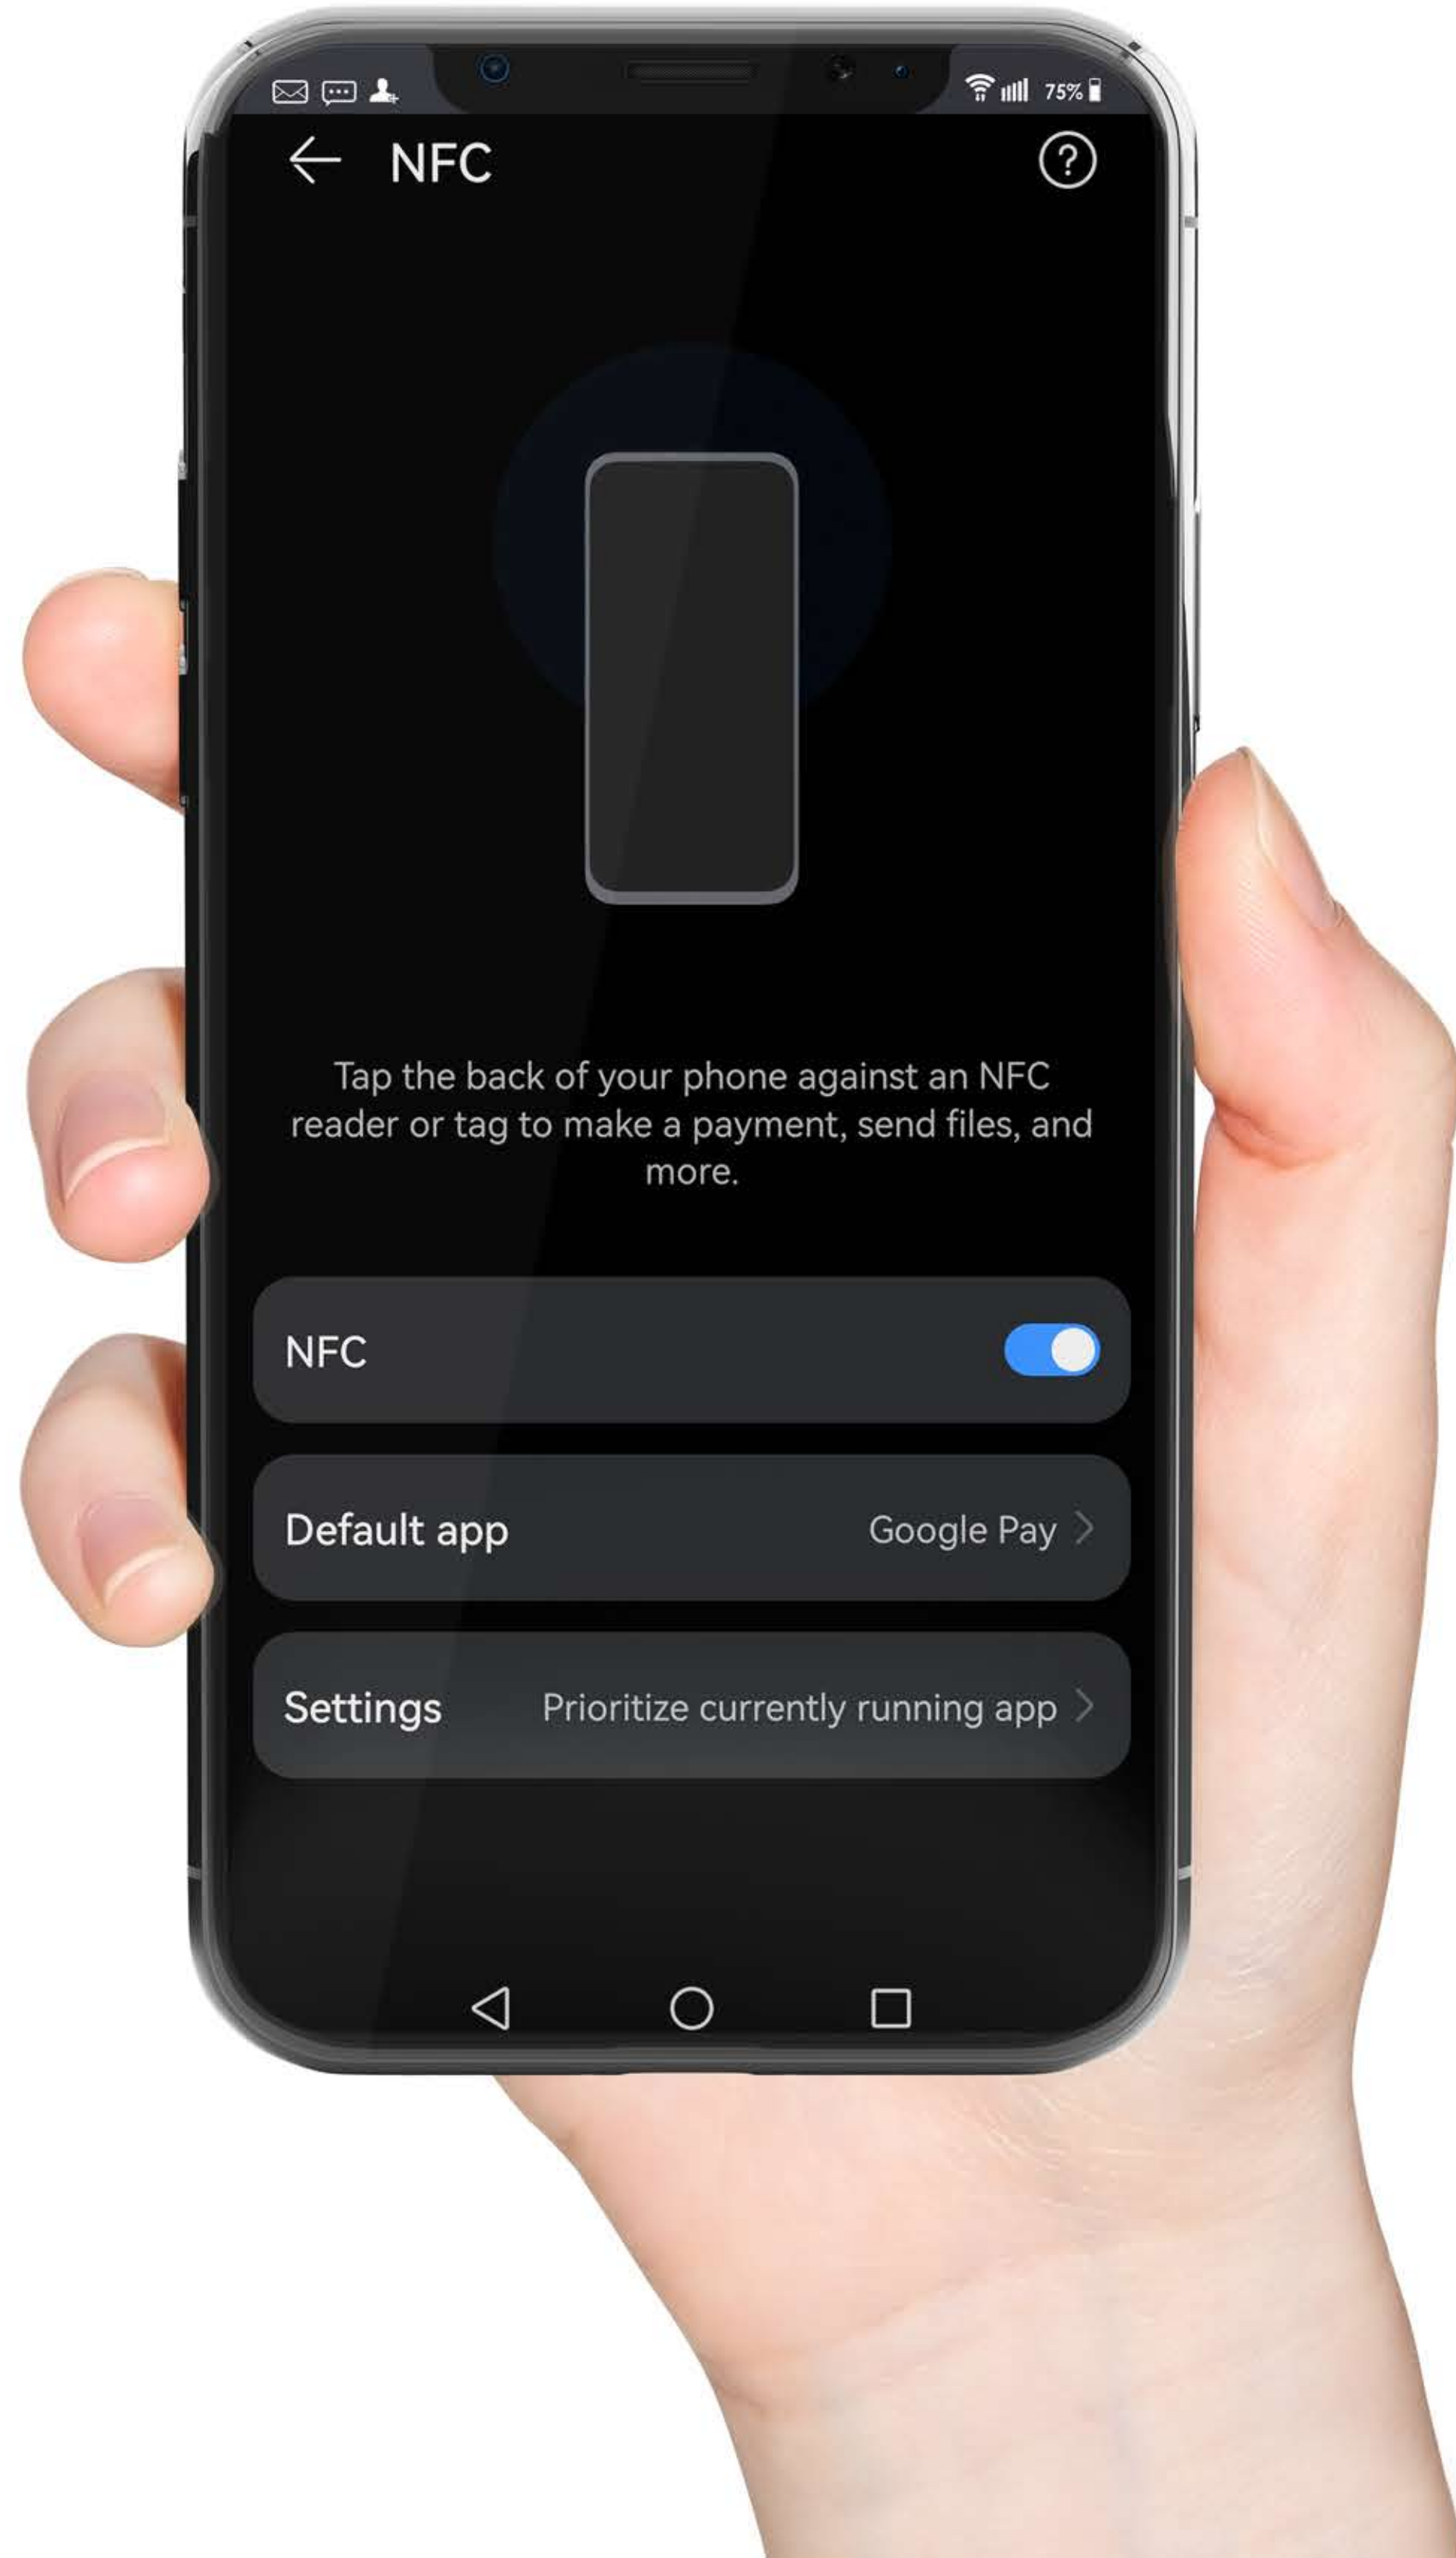 75%
NFC
?
Tap the back of your phone against an NFC
reader or tag to make a payment, send files, and
more.
NFC
Default app Google Pay
Settings Prioritize currently running app